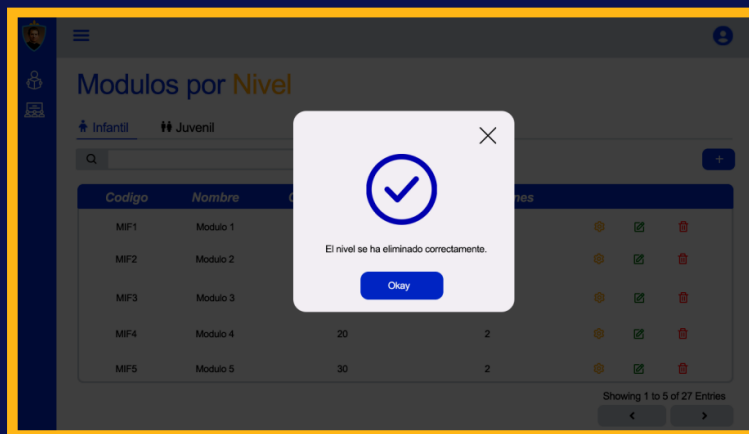 Modulos por Nivel
Infantil Juvenil
+
Codigo Nombre
MIF1 Modulo 1
El nivel se ha eliminado correctamente.
MIF2 Modulo 2
Okay
MIF3 Modulo 3
MIF4 Modulo 4 20 2
MIF5 Modulo 5 30 2
Showing 1 to 5 of 27 Entries
< >